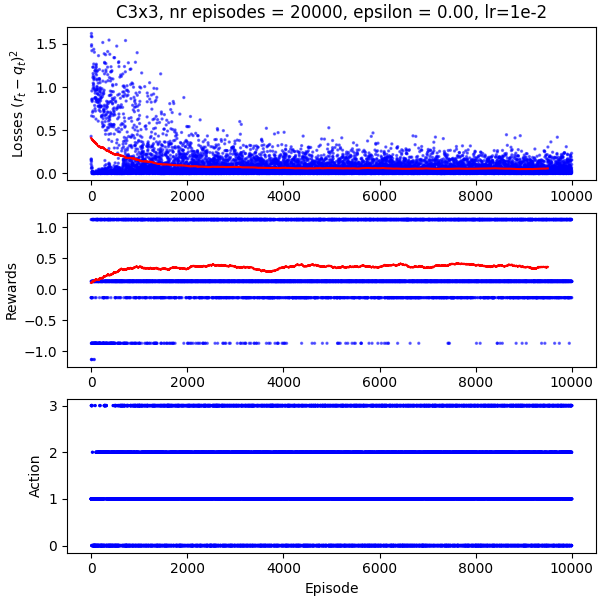 C3x3, nr episodes = 20000, epsilon = 0.00, lr=1e-2
Losses $(r_t - q_t)^2$
1.5
1.0
0.5
0.0
0 2000 4000 6000 8000 10000
Rewards
1.0
0.5
0.0
−0.5
−1.0
0 2000 4000 6000 8000 10000
Action
3
2
1
0
0 2000 4000 6000 8000 10000
Episode